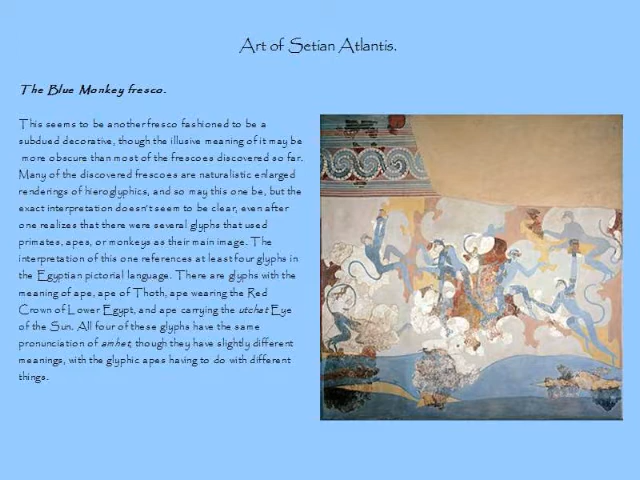 Art of Setian Atlantis.
The Blue Monkey fresco.
This seems to be another fresco fashioned to be a
subdued decorative, though the illusive meaning of it may be
more obscure than most of the frescoes discovered so far.
Many of the discovered frescoes are naturalistic enlarged
renderings of hieroglyphics, and so may this one be, but the
exact interpretation doesn't seem to be clear, even after
one realizes that there were several glyphs that used
primates, apes, or monkeys as their main image. The
interpretation of this one references at least four glyphs in
the Egyptian pictorial language. There are glyphs with the
meaning of ape, ape of Thoth, ape wearing the Red
Crown of Lower Egypt, and ape carrying the utchat Eye
of the Sun. All four of these glyphs have the same
pronunciation of amhet, though they have slightly different
meanings, with the glyphic apes having to do with different
things.